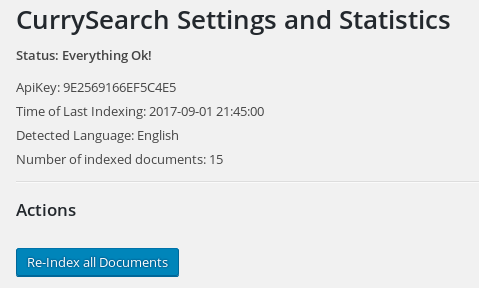 CurrySearch Settings and Statistics
Status: Everything Ok!
ApiKey: 9E2569166EF5C4E5
Time of Last Indexing: 2017-09-01 21:45:00
Detected Language: English
Number of indexed documents: 15
Actions
Re-Index all Documents